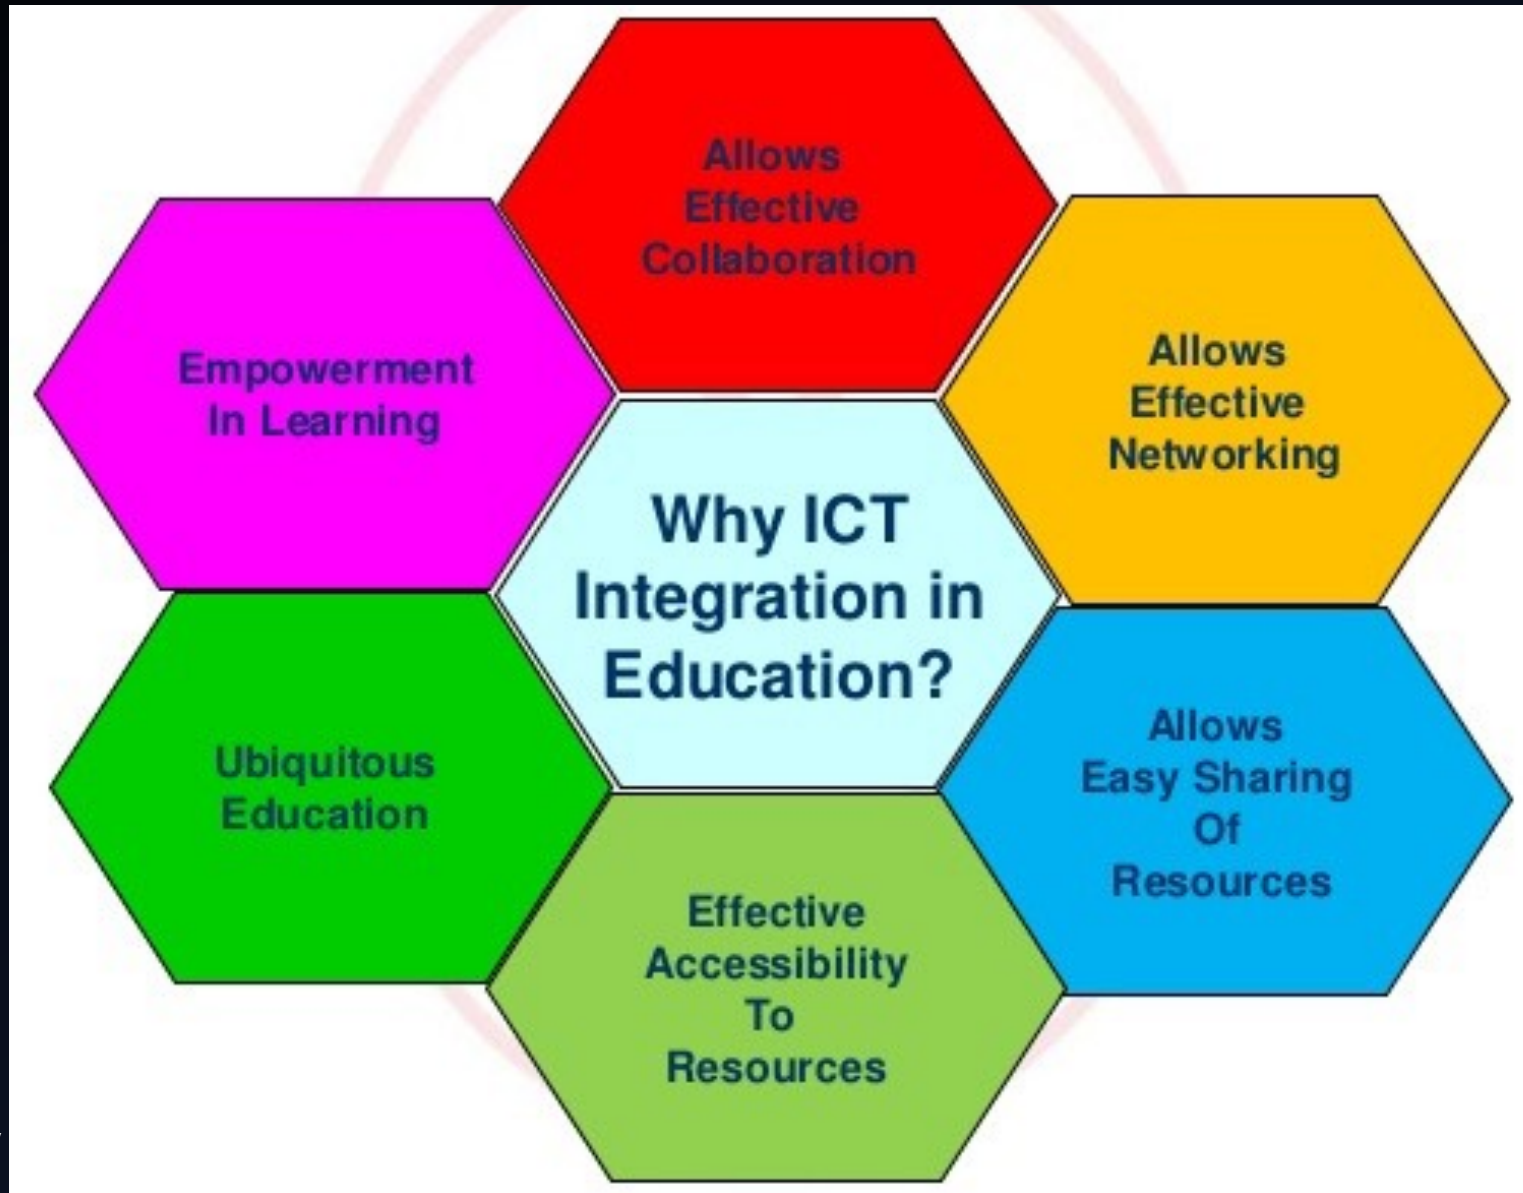 Why ICT
Integration in
Education?
Allows
Effective
Collaboration
Allows
Effective
Networking
Allows
Easy Sharing
Of
Resources
Effective
Accessibility
To
Resources
Ubiquitous
Education
Empowerment
In Learning